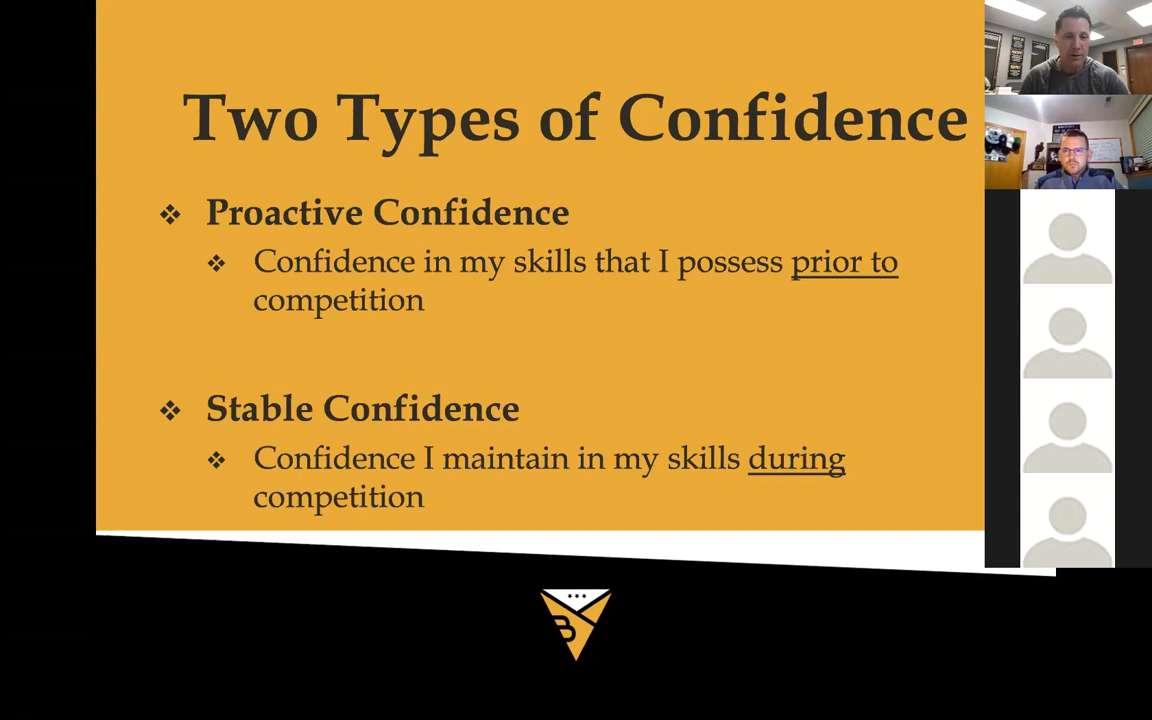 Two Types of Confidence
❖ Proactive Confidence
❖ Confidence in my skills that I possess prior to
competition
❖ Stable Confidence
❖ Confidence I maintain in my skills during
competition
B